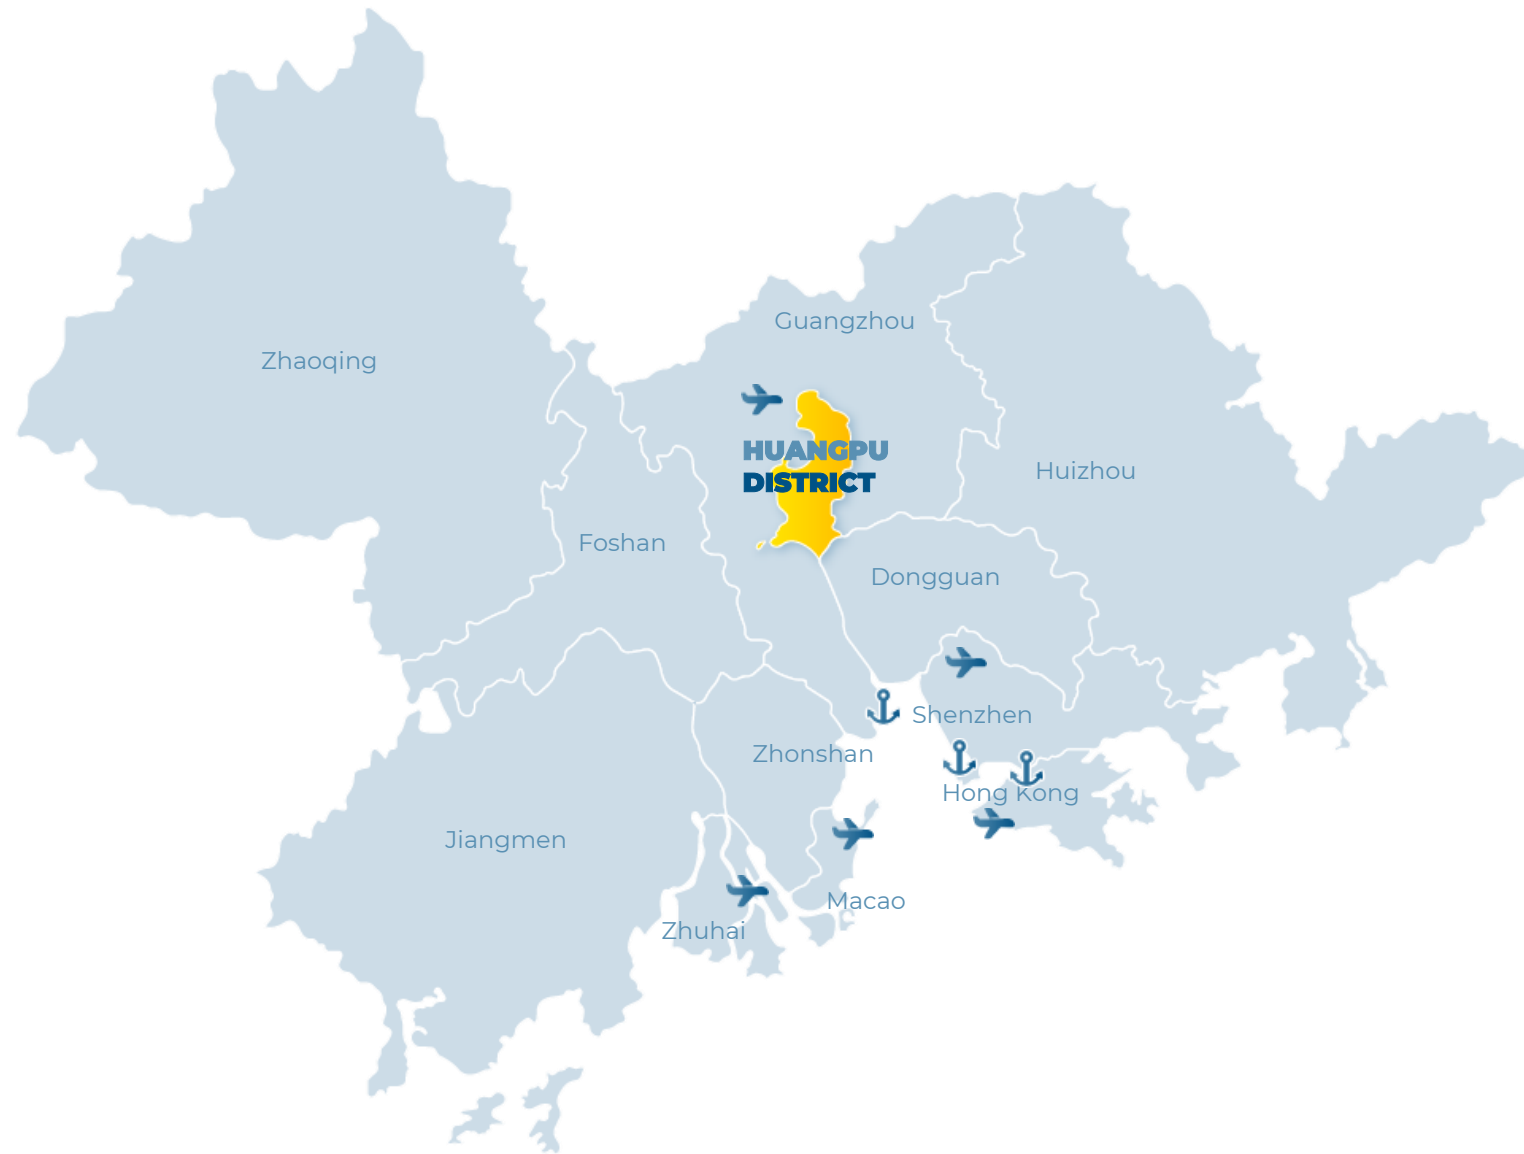 Guangzhou
Zhaoqing
HUANGPU
DISTRICT
Huizhou
Foshan
Dongguan
Shenzhen
Zhonshan
Hong Kong
Jiangmen
Macao
Zhuhai